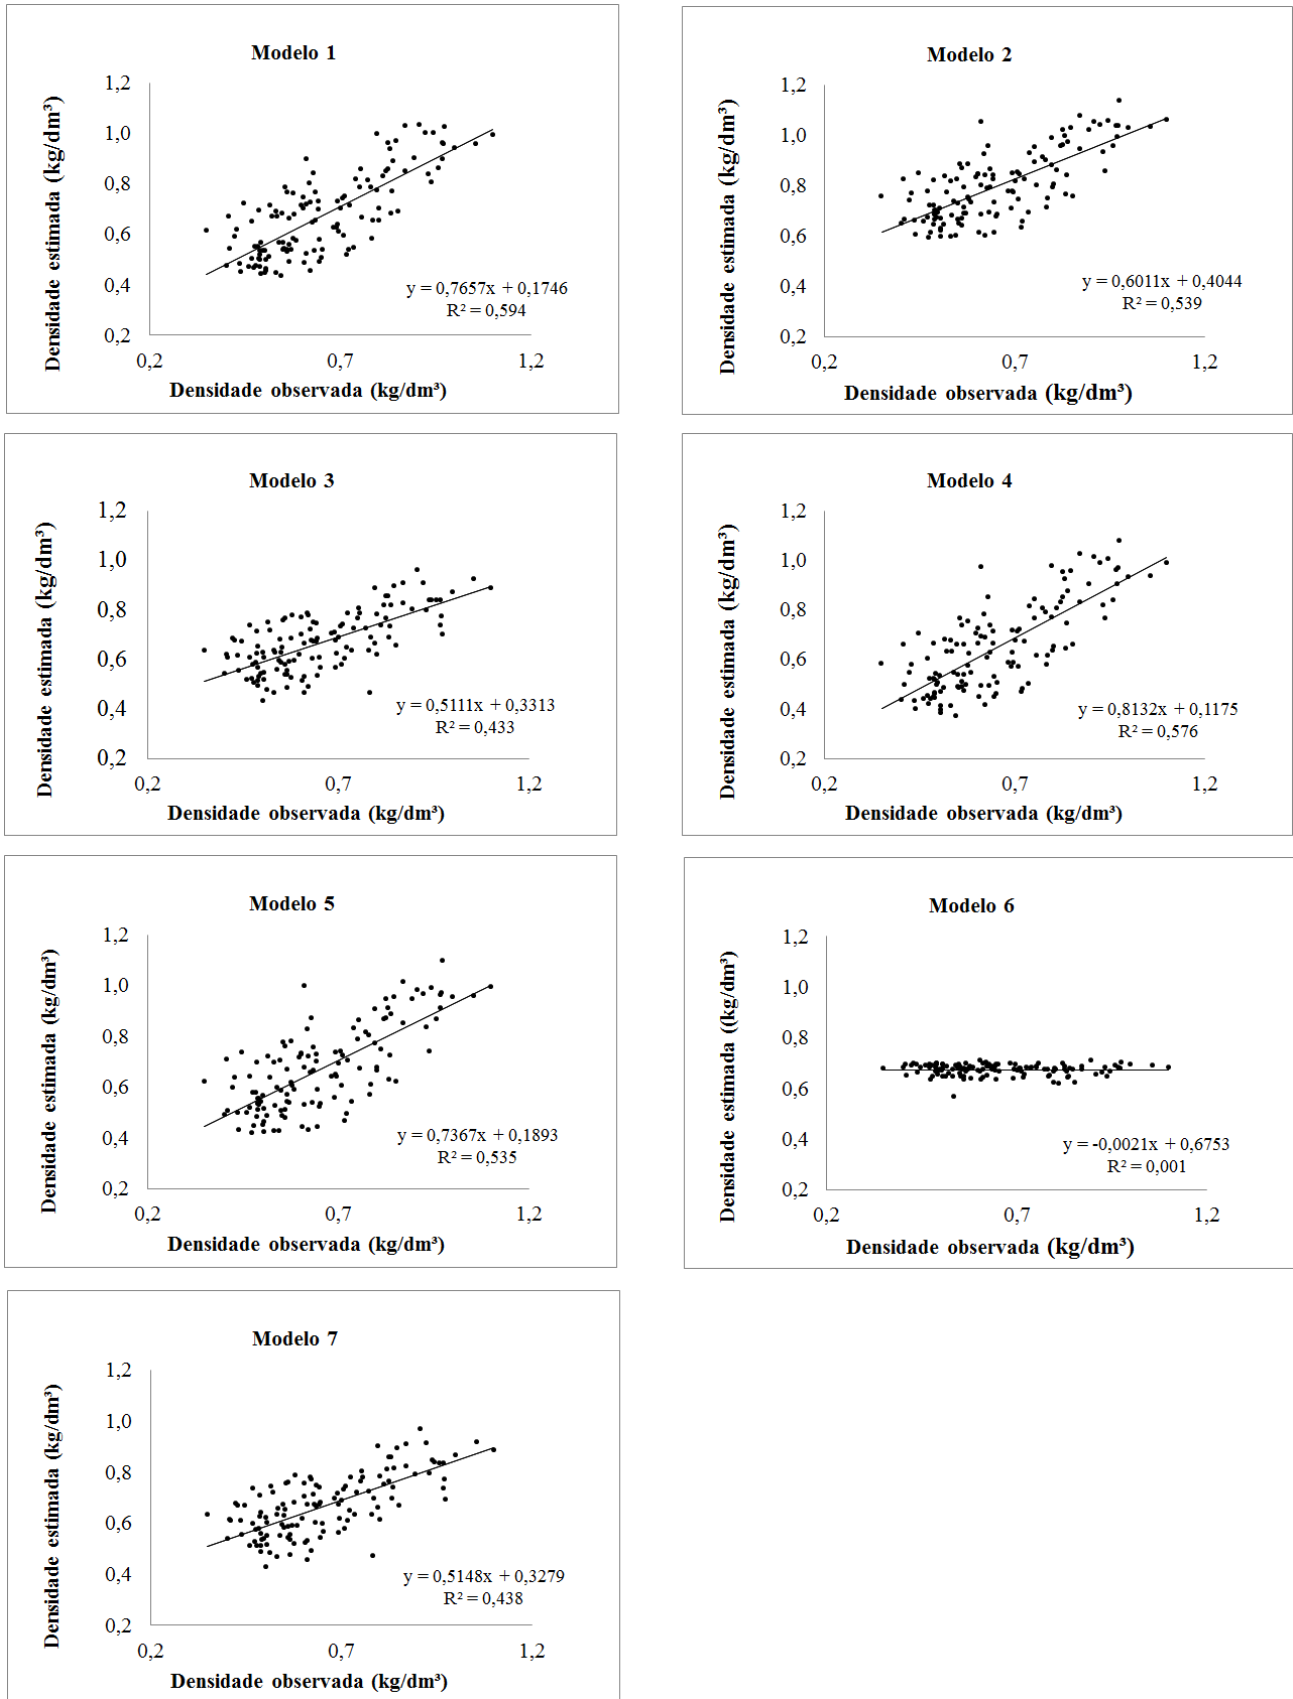 Modelo 1
Densidade estimada (kg/dm³)
1,2
1,0
0,8
0,6
0,4
0,2
y = 0,7657x + 0,1746
R² = 0,594
0,2 0,7 1,2
Densidade observada (kg/dm³)
Modelo 2
Densidade estimada (kg/dm³)
1,2
1,0
0,8
0,6
0,4
0,2
y = 0,6011x + 0,4044
R² = 0,539
0,2 0,7 1,2
Densidade observada (kg/dm³)
Modelo 3
Densidade estimada (kg/dm³)
1,2
1,0
0,8
0,6
0,4
0,2
y = 0,5111x + 0,3313
R² = 0,433
0,2 0,7 1,2
Densidade observada (kg/dm³)
Modelo 4
Densidade estimada (kg/dm³)
1,2
1,0
0,8
0,6
0,4
0,2
y = 0,8132x + 0,1175
R² = 0,576
0,2 0,7 1,2
Densidade observada (kg/dm³)
Modelo 5
Densidade estimada (kg/dm³)
1,2
1,0
0,8
0,6
0,4
0,2
y = 0,7367x + 0,1893
R² = 0,535
0,2 0,7 1,2
Densidade observada (kg/dm³)
Modelo 6
Densidade estimada ((kg/dm³)
1,2
1,0
0,8
0,6
0,4
0,2
y = -0,0021x + 0,6753
R² = 0,001
0,2 0,7 1,2
Densidade observada (kg/dm³)
Modelo 7
Densidade estimada (kg/dm³)
1,2
1,0
0,8
0,6
0,4
0,2
y = 0,5148x + 0,3279
R² = 0,438
0,2 0,7 1,2
Densidade observada (kg/dm³)